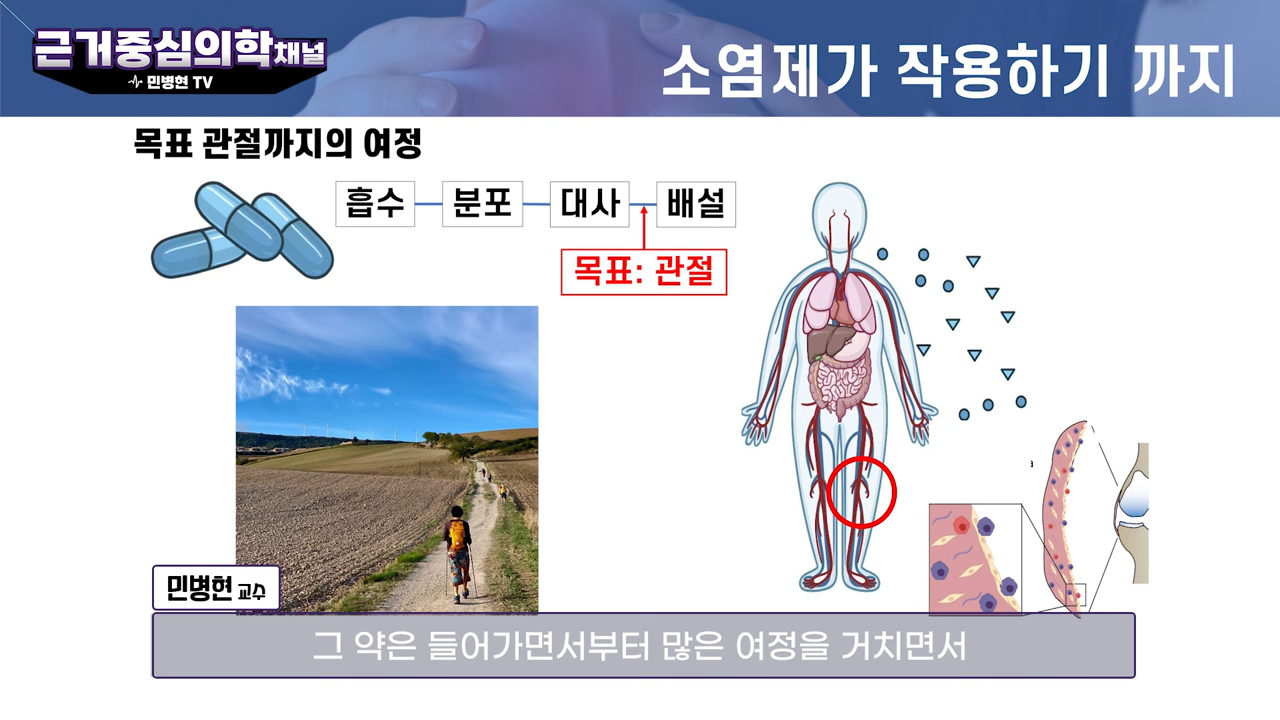 근거중심의학채널
민병현 TV
소염제가 작용하기 까지
목표 관절까지의 여정
흡수 분포 대사 배설
목표: 관절
a
민병현 교수
그 약은 들어가면서부터 많은 여정을 거치면서